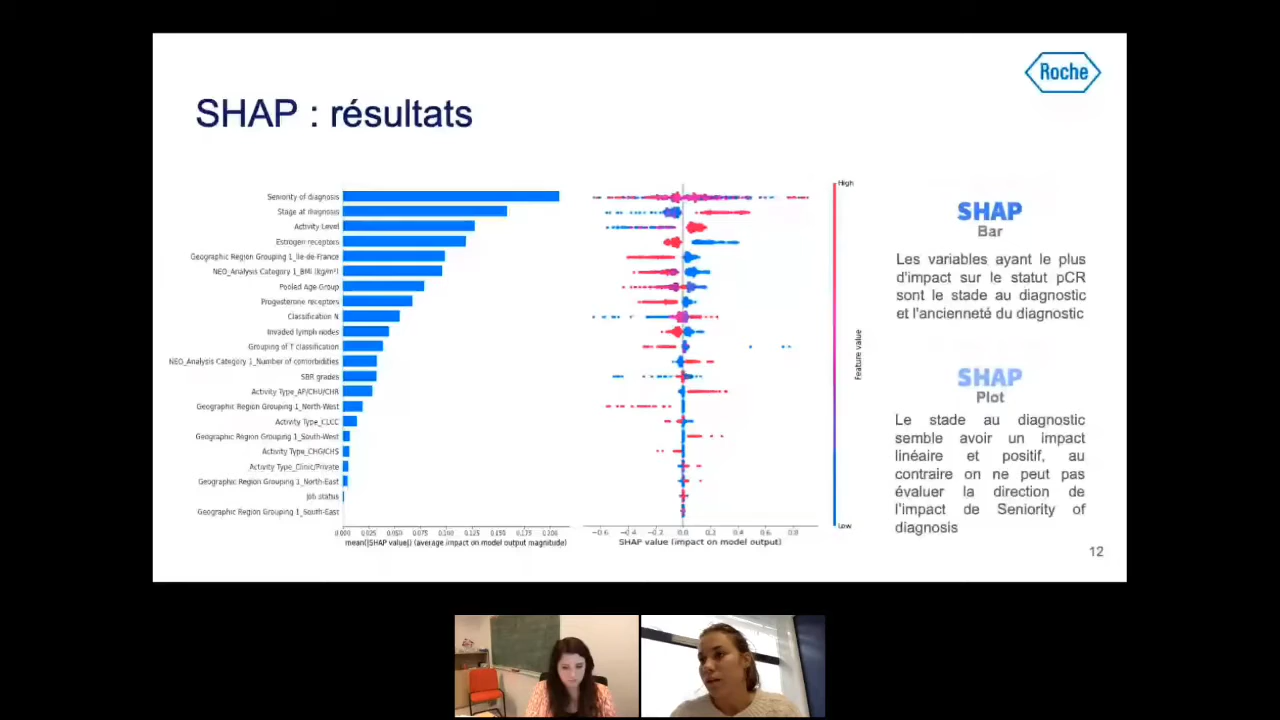 Roche
SHAP : résultats
Seniority of diagnosis
Stage at diagnosis
Activity Level
Estrogen receptors
Geographic Region Grouping 1_Ile-de-France
NEO_Analysis Category 1_BMI (kg/m²)
Pooled Age Group
Progesterone receptors
Classification N
Invaded lymph nodes
Grouping of T classification
NEO_Analysis Category 1_Number of comorbidities
SBR grades
Activity Type_AP/CHU/CHR
Geographic Region Grouping 1_North-West
Activity Type_CLCC
Geographic Region Grouping 1_South-West
Activity Type_CHG/CHS
Activity Type_Clinic/Private
Geographic Region Grouping 1_North-East
Job status
Geographic Region Grouping 1_South-East
0.000 0.025 0.050 0.075 0.100 0.125 0.150 0.175 0.200
mean(|SHAP value|) (average impact on model output magnitude)
−0.6 −0.4 −0.2 0.0 0.2 0.4 0.6 0.8
SHAP value (impact on model output)
High
Feature value
Low
SHAP
Bar
Les variables ayant le plus
d'impact sur le statut pCR
sont le stade au diagnostic
et l'ancienneté du diagnostic
SHAP
Plot
Le stade au diagnostic
semble avoir un impact
linéaire et positif, au
contraire on ne peut pas
évaluer la direction de
l'impact de Seniority of
diagnosis
12